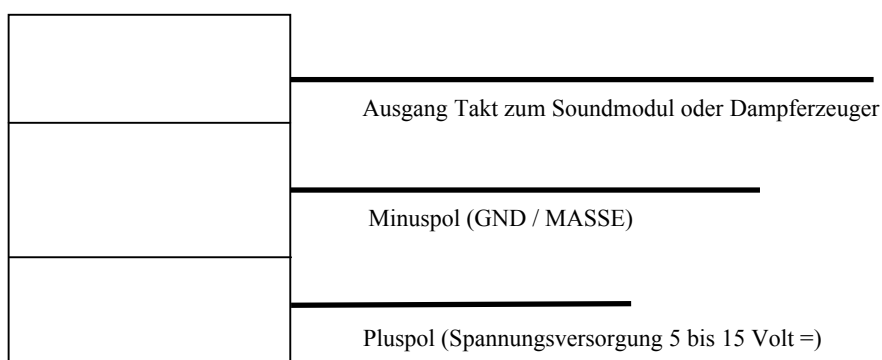 Ausgang Takt zum Soundmodul oder Dampferzeuger
Minuspol (GND / MASSE)
Pluspol (Spannungsversorgung 5 bis 15 Volt =)